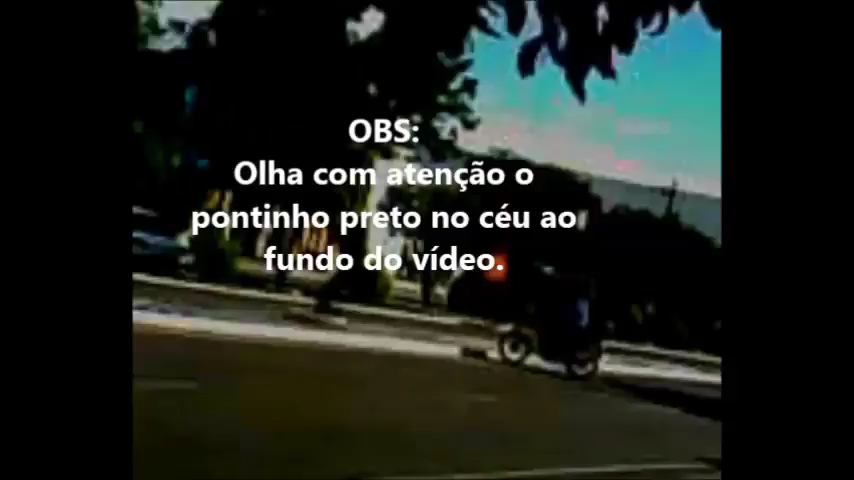 OBS:
Olha com atenção o
pontinho preto no céu ao
fundo do vídeo.